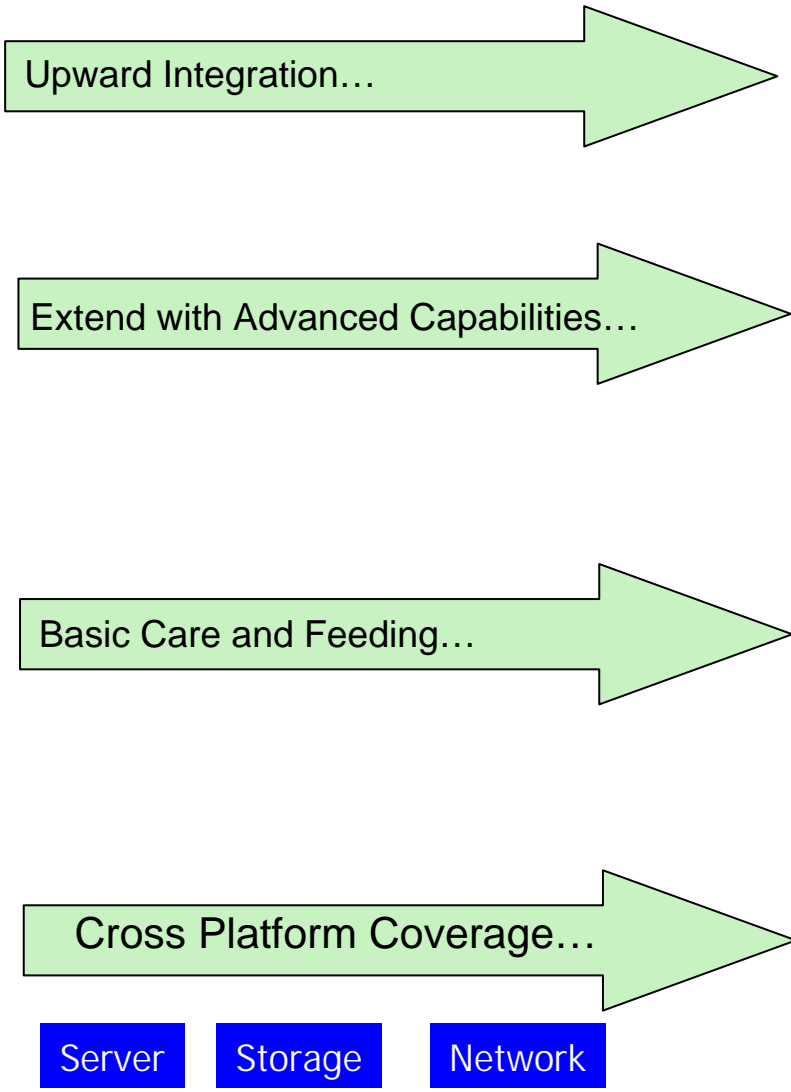 Upward Integration…
Extend with Advanced Capabilities…
Basic Care and Feeding…
Cross Platform Coverage…
Server Storage Network